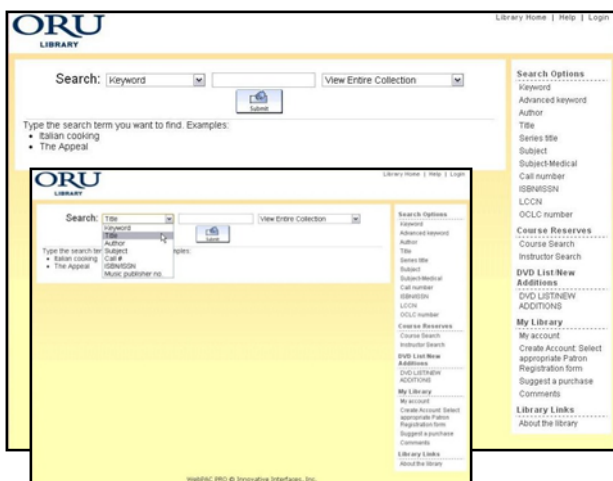 ORU
LIBRARY
Library Home | Help | Login
Search: Keyword View Entire Collection
Submit
Type the search term you want to find. Examples:
• Italian cooking
• The Appeal
Search Options
Keyword
Advanced keyword
Author
Title
Series title
Subject
Subject-Medical
Call number
ISBN/ISSN
LCCN
OCLC number
Course Reserves
Course Search
Instructor Search
DVD List/New
Additions
DVD LIST/NEW
ADDITIONS
My Library
My account
Create Account: Select
appropriate Patron
Registration form
Suggest a purchase
Comments
Library Links
About the library
ORU
LIBRARY
Library Home | Help | Login
Search: Title View Entire Collection
Submit
Keyword
Title
Author
Subject
Call #
ISBN/ISSN
Music publisher no.
Type the search ter mples:
• Italian cooking
• The Appeal
Search Options
Keyword
Advanced keyword
Author
Title
Series title
Subject
Subject-Medical
Call number
ISBN/ISSN
LCCN
OCLC number
Course Reserves
Course Search
Instructor Search
DVD List/New
Additions
DVD LIST/NEW
ADDITIONS
My Library
My account
Create Account: Select
appropriate Patron
Registration form
Suggest a purchase
Comments
Library Links
About the library
WebPAC PRO © Innovative Interfaces, Inc.